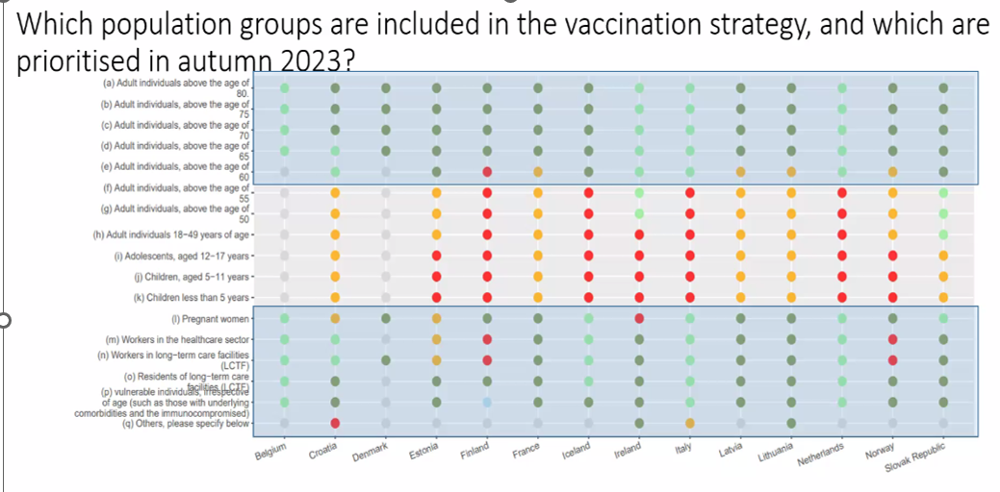 Which population groups are included in the vaccination strategy, and which are
prioritised in autumn 2023?
(a) Adult individuals above the age of
80.
(b) Adult individuals, above the age of
75
(c) Adult individuals, above the age of
70
(d) Adult individuals, above the age of
65
(e) Adult individuals, above the age of
60
(f) Adult individuals, above the age of
55
(g) Adult individuals, above the age of
50
(h) Adult individuals 18-49 years of age
(i) Adolescents, aged 12-17 years
(j) Children, aged 5-11 years
(k) Children less than 5 years
(l) Pregnant women
(m) Workers in the healthcare sector
(n) Workers in long-term care facilities
(LCTF)
(o) Residents of long-term care
facilities (LCTF)
(p) vulnerable individuals, irrespective
of age (such as those with underlying
comorbidities and the immunocompromised)
(q) Others, please specify below
Belgium
Croatia
Denmark
Estonia
Finland
France
Iceland
Ireland
Italy
Latvia
Lithuania
Netherlands
Norway
Slovak Republic